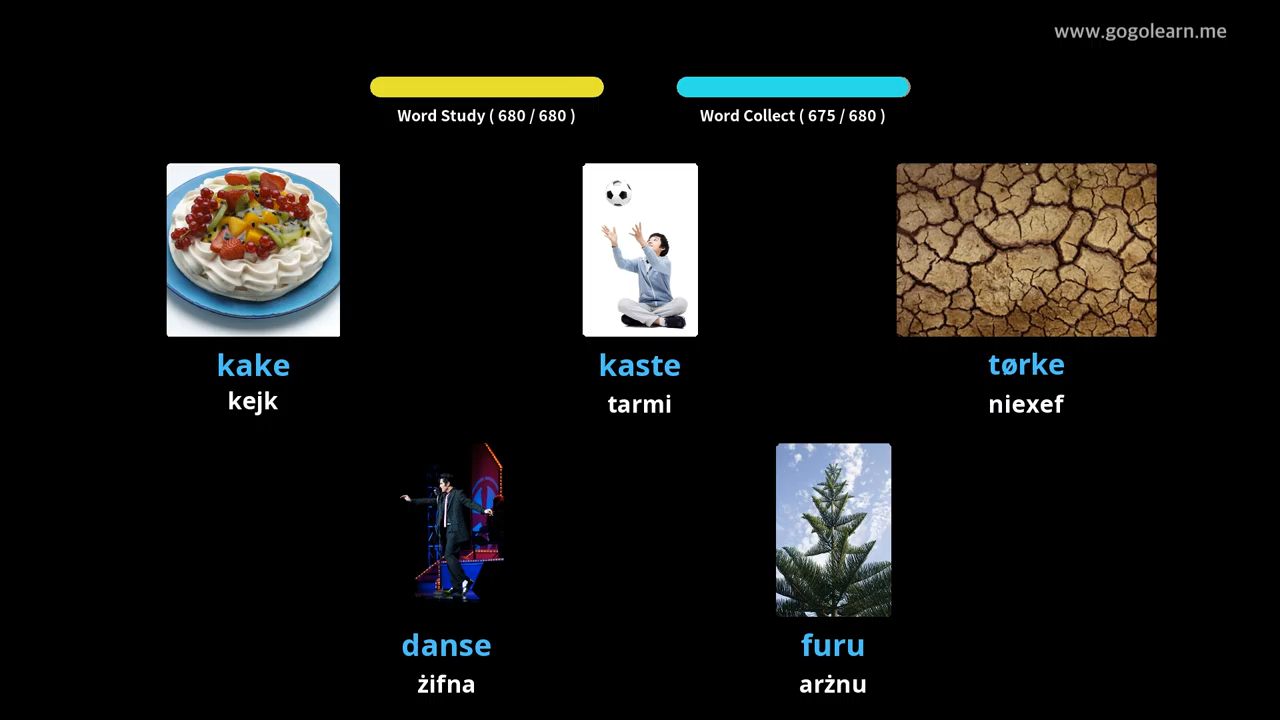 www.gogolearn.me
Word Study ( 680 / 680 )
Word Collect ( 675 / 680 )
kake
kejk
kaste
tarmi
tørke
niexef
danse
żifna
furu
arżnu